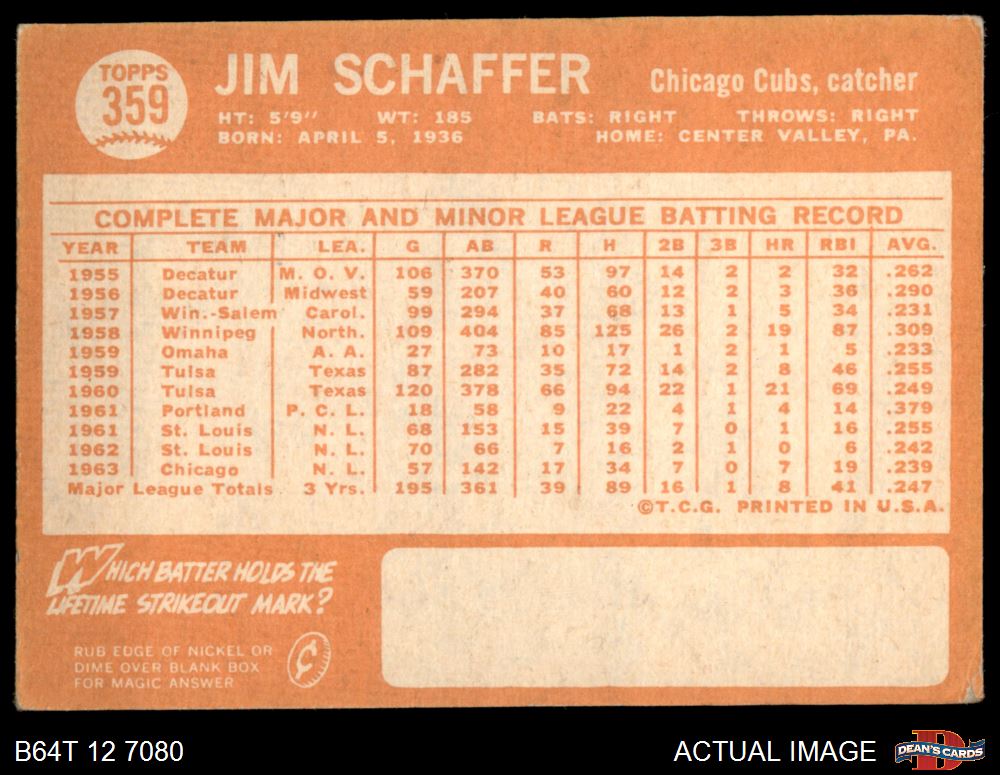 TOPPS
359
JIM SCHAFFER
Chicago Cubs, catcher
HT: 5'9" WT: 185 BATS: RIGHT THROWS: RIGHT
BORN: APRIL 5, 1936 HOME: CENTER VALLEY, PA.
COMPLETE MAJOR AND MINOR LEAGUE BATTING RECORD
YEAR TEAM LEA. G AB R H 2B 3B HR RBI AVG.
1955 Decatur M. O. V. 106 370 53 97 14 2 2 32 .262
1956 Decatur Midwest 59 207 40 60 12 2 3 36 .290
1957 Win.-Salem Carol. 99 294 37 68 13 1 5 34 .231
1958 Winnipeg North. 109 404 85 125 26 2 19 87 .309
1959 Omaha A. A. 27 73 10 17 1 2 1 5 .233
1959 Tulsa Texas 87 282 35 72 14 2 8 46 .255
1960 Tulsa Texas 120 378 66 94 22 1 21 69 .249
1961 Portland P. C. L. 18 58 9 22 4 1 4 14 .379
1961 St. Louis N. L. 68 153 15 39 7 0 1 16 .255
1962 St. Louis N. L. 70 66 7 16 2 1 0 6 .242
1963 Chicago N. L. 57 142 17 34 7 0 7 19 .239
Major League Totals 3 Yrs. 195 361 39 89 16 1 8 41 .247
©T.C.G. PRINTED IN U.S.A.
WHICH BATTER HOLDS THE
LIFETIME STRIKEOUT MARK?
RUB EDGE OF NICKEL OR
DIME OVER BLANK BOX
FOR MAGIC ANSWER
¢
B64T 12 7080 ACTUAL IMAGE
DEAN'S CARDS